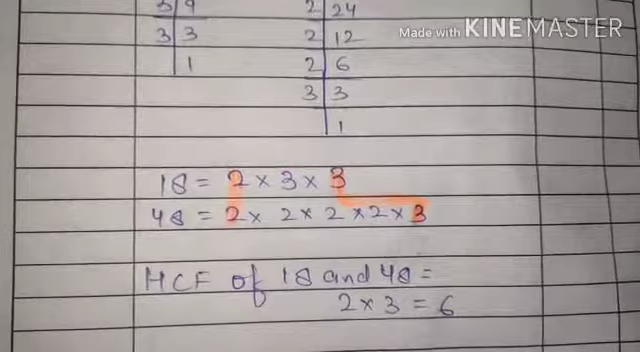 3 9
3 3
1
2 24
2 12
2 6
3 3
1
Made with KINEMASTER
18 = 2 × 3 × 3
48 = 2 × 2 × 2 × 2 × 3
HCF of 18 and 48 =
2 × 3 = 6